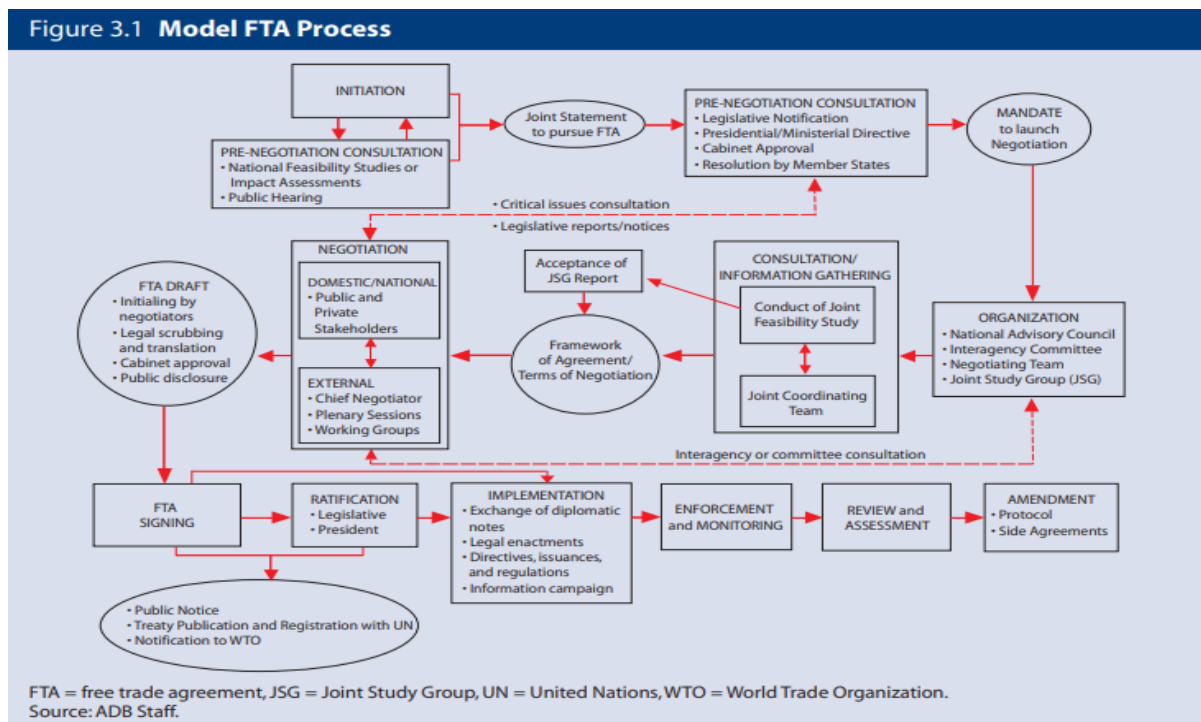 Figure 3.1 Model FTA Process
INITIATION
PRE-NEGOTIATION CONSULTATION
• National Feasibility Studies or
Impact Assessments
• Public Hearing
Joint Statement
to pursue FTA
PRE-NEGOTIATION CONSULTATION
• Legislative Notification
• Presidential/Ministerial Directive
• Cabinet Approval
• Resolution by Member States
MANDATE
to launch
Negotiation
• Critical issues consultation
• Legislative reports/notices
FTA DRAFT
• Initialing by
negotiators
• Legal scrubbing
and translation
• Cabinet approval
• Public disclosure
NEGOTIATION
DOMESTIC/NATIONAL
• Public and
Private
Stakeholders
EXTERNAL
• Chief Negotiator
• Plenary Sessions
• Working Groups
Acceptance of
JSG Report
Framework
of Agreement/
Terms of Negotiation
CONSULTATION/
INFORMATION GATHERING
Conduct of Joint
Feasibility Study
Joint Coordinating
Team
ORGANIZATION
• National Advisory Council
• Interagency Committee
• Negotiating Team
• Joint Study Group (JSG)
Interagency or committee consultation
FTA
SIGNING
RATIFICATION
• Legislative
• President
IMPLEMENTATION
• Exchange of diplomatic
notes
• Legal enactments
• Directives, issuances,
and regulations
• Information campaign
ENFORCEMENT
and MONITORING
REVIEW and
ASSESSMENT
AMENDMENT
• Protocol
• Side Agreements
• Public Notice
• Treaty Publication and Registration with UN
• Notification to WTO
FTA = free trade agreement, JSG = Joint Study Group, UN = United Nations, WTO = World Trade Organization.
Source: ADB Staff.